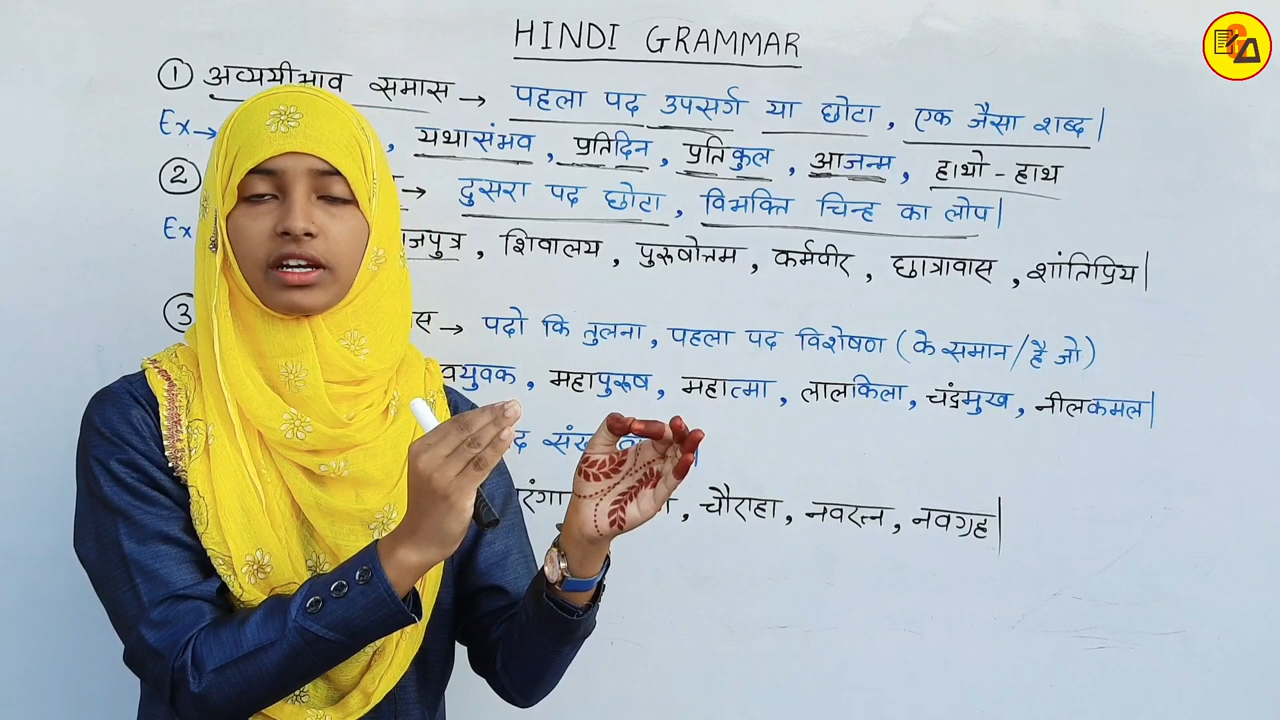 HINDI GRAMMAR
① अव्ययीभाव समास → पहला पद उपसर्ग या छोटा, एक जैसा शब्द|
Ex→ , यथासंभव, प्रतिदिन, प्रतिकुल, आजन्म, हाथो-हाथ
② → दुसरा पद छोटा, विभक्ति चिन्ह का लोप|
Ex जपुत्र, शिवालय, पुरूषोत्तम, कर्मवीर, छात्रावास, शांतिप्रिय|
③ स → पदो कि तुलना, पहला पद विशेषण (के समान/है जो)
वयुवक, महापुरूष, महात्मा, लालकिला, चंद्रमुख, नीलकमल|
द
रंगा , चौराहा, नवरत्न, नवग्रह|